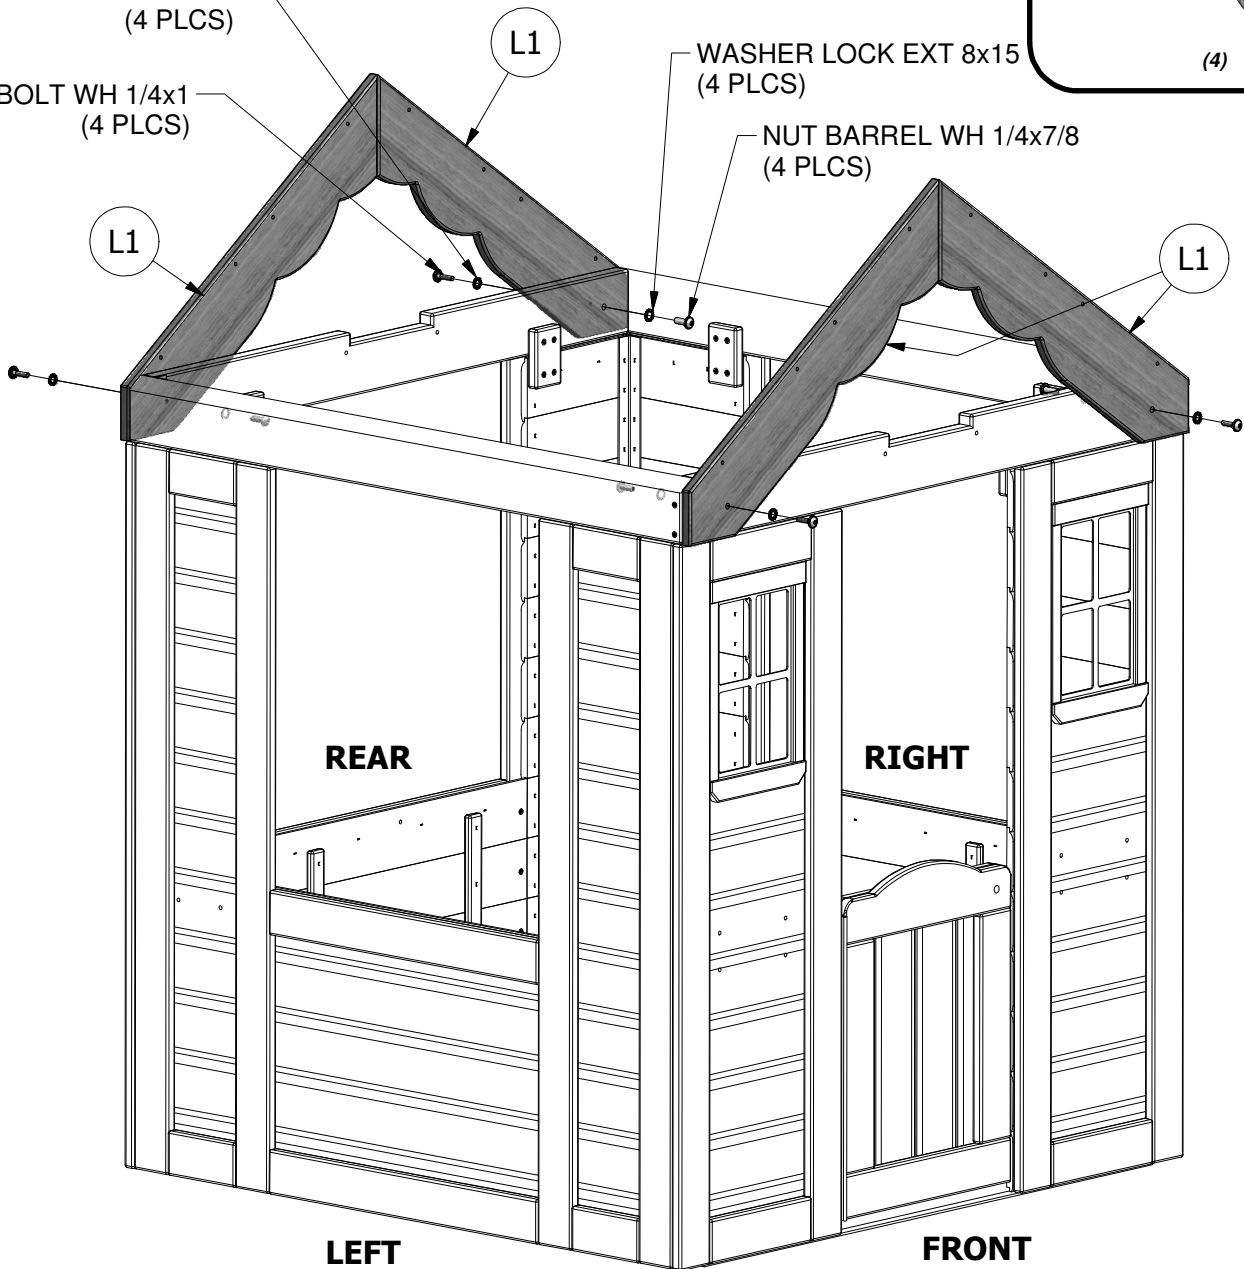 (4 PLCS)
L1
WASHER LOCK EXT 8x15
(4 PLCS)
(4)
BOLT WH 1/4x1
(4 PLCS)
NUT BARREL WH 1/4x7/8
(4 PLCS)
L1
L1
REAR
RIGHT
LEFT
FRONT